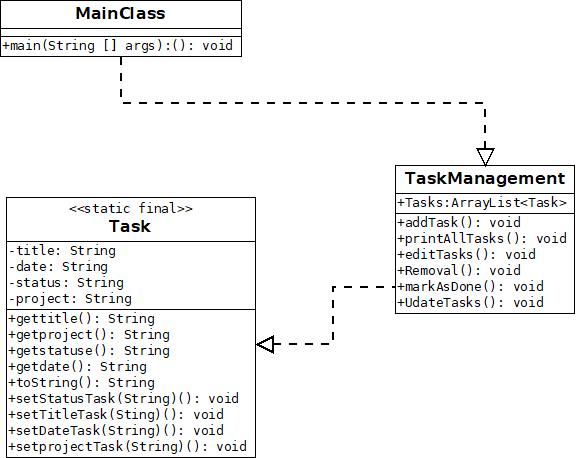 MainClass
+main(String [] args):(): void
TaskManagement
+Tasks:ArrayList<Task>
+addTask(): void
+printAllTasks(): void
+editTasks(): void
+Removal(): void
+markAsDone(): void
+UdateTasks(): void
<<static final>>
Task
-title: String
-date: String
-status: String
-project: String
+gettitle(): String
+getproject(): String
+getstatuse(): String
+getdate(): String
+toString(): String
+setStatusTask(String)(): void
+setTitleTask(Sting)(): void
+setDateTask(String)(): void
+setprojectTask(String)(): void